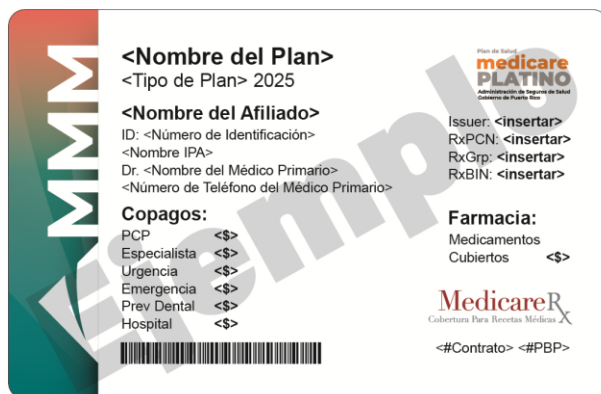 MMM
<Nombre del Plan>
<Tipo de Plan> 2025
<Nombre del Afiliado>
ID: <Número de Identificación>
<Nombre IPA>
Dr. <Nombre del Médico Primario>
<Número de Teléfono del Médico Primario>
Copagos:
PCP <$>
Especialista <$>
Urgencia <$>
Emergencia <$>
Prev Dental <$>
Hospital <$>
Plan de Salud
medicare
PLATINO
Administración de Seguros de Salud
Gobierno de Puerto Rico
Issuer: <insertar>
RxPCN: <insertar>
RxGrp: <insertar>
RxBIN: <insertar>
Farmacia:
Medicamentos
Cubiertos <$>
MedicareRx
Cobertura Para Recetas Médicas
<#Contrato> <#PBP>
Ejemplo